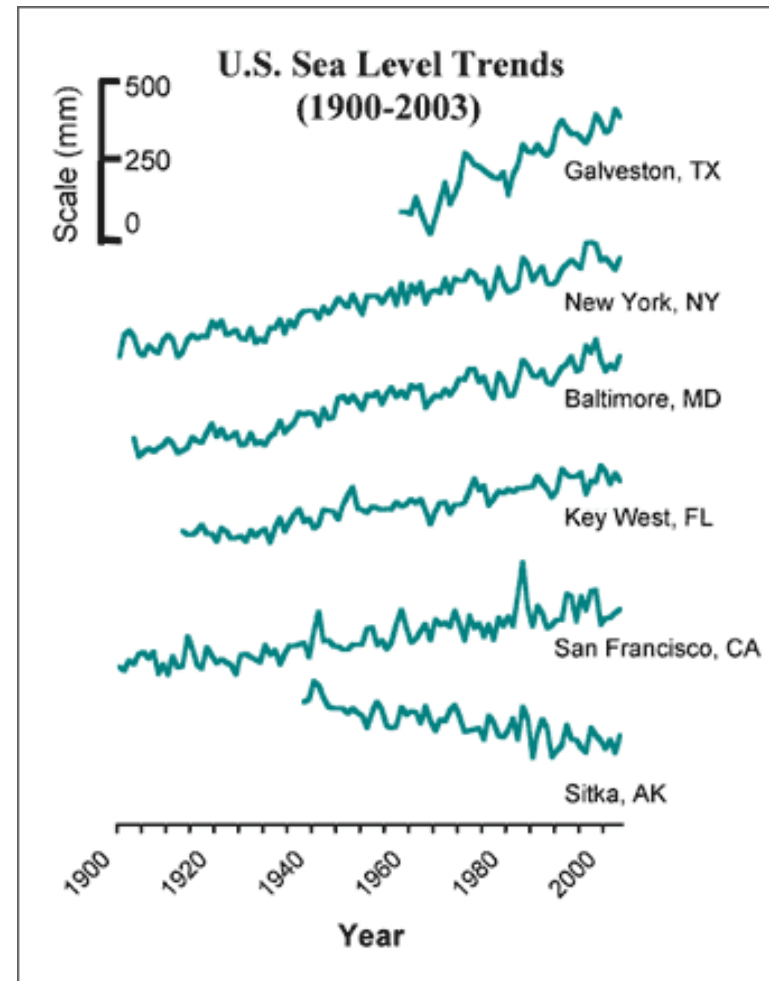 U.S. Sea Level Trends
(1900-2003)
Scale (mm)
500
250
0
Galveston, TX
New York, NY
Baltimore, MD
Key West, FL
San Francisco, CA
Sitka, AK
1900 1920 1940 1960 1980 2000
Year